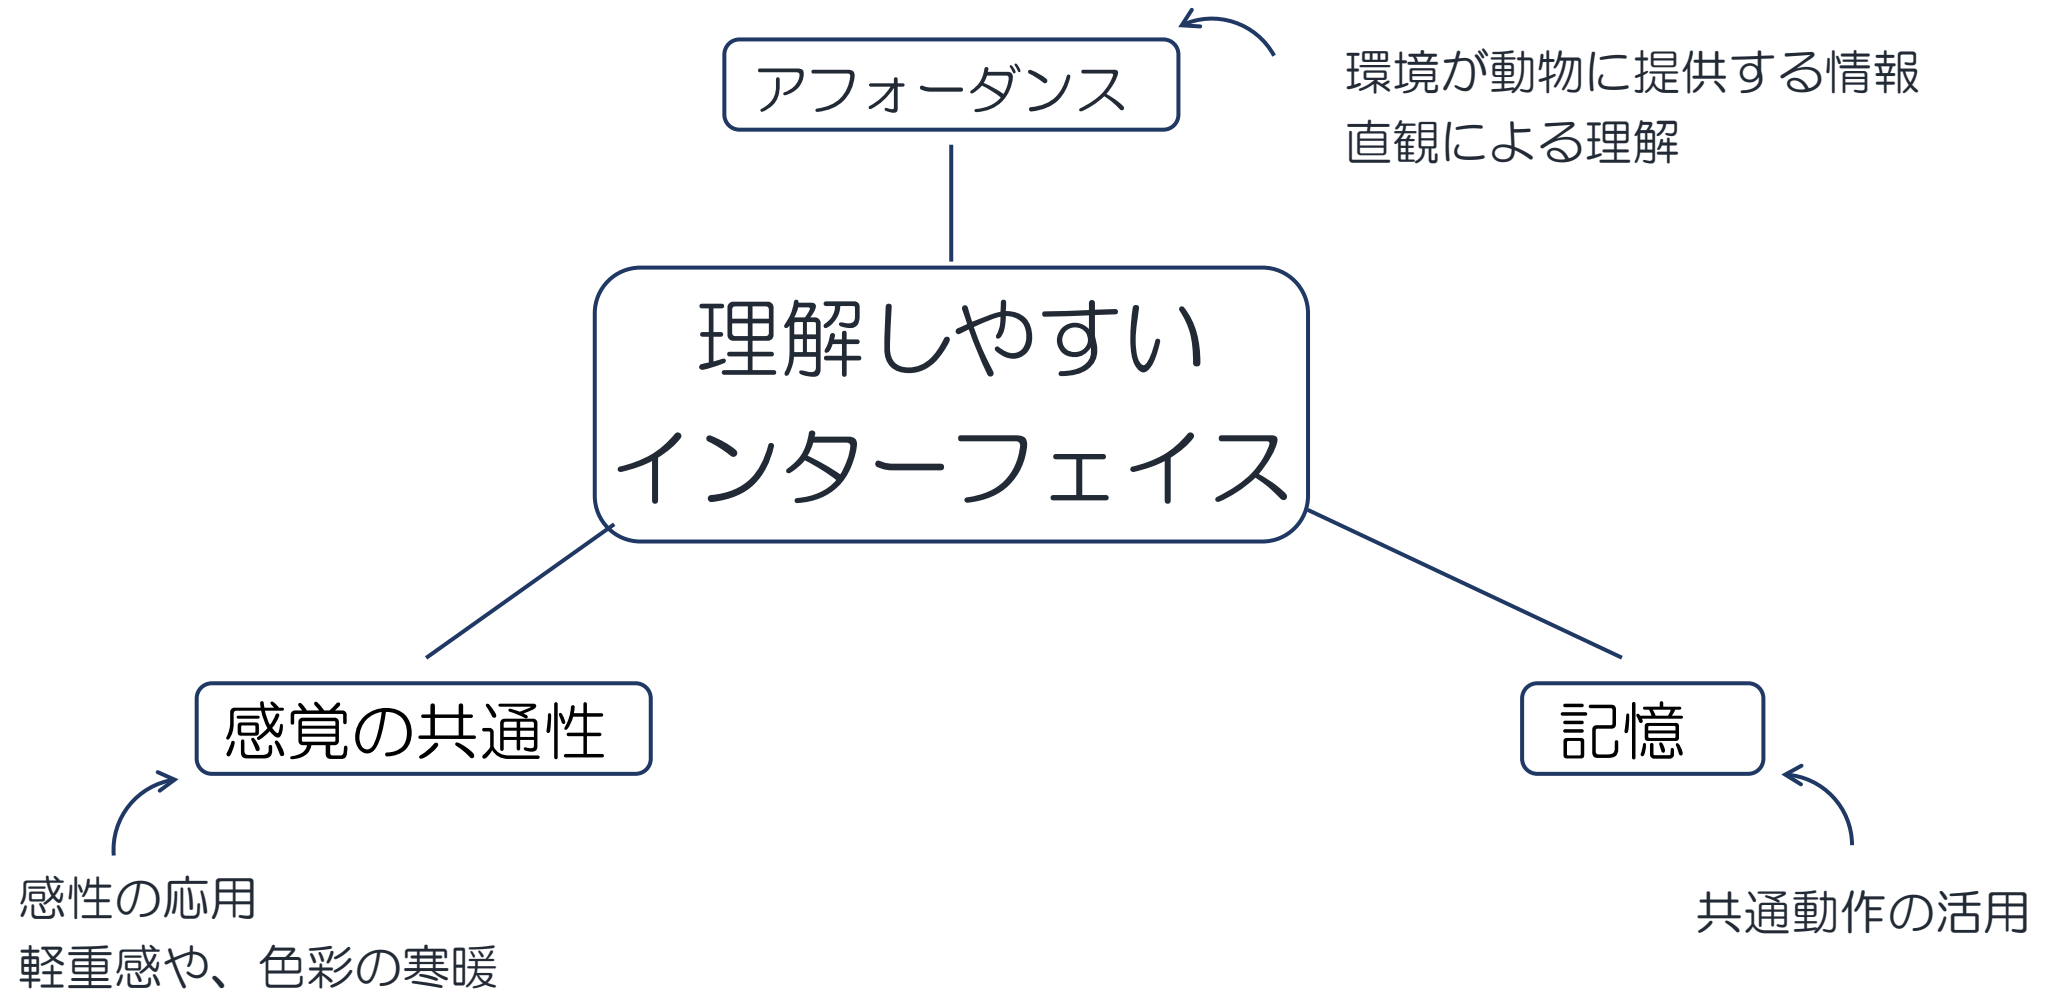 アフォーダンス
環境が動物に提供する情報
直観による理解
理解しやすい
インターフェイス
感覚の共通性
記憶
感性の応用
軽重感や、色彩の寒暖
共通動作の活用